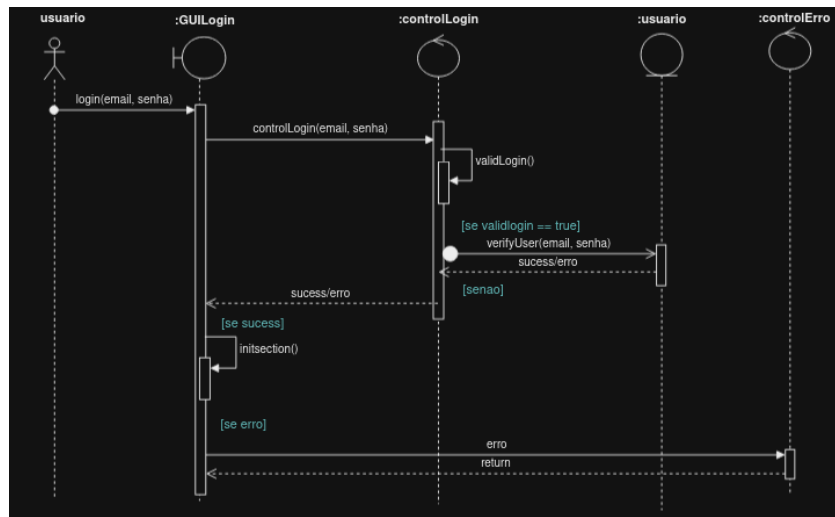 usuario
:GUILogin
:controlLogin
:usuario
:controlErro
login(email, senha)
controlLogin(email, senha)
validLogin()
[se validlogin == true]
verifyUser(email, senha)
sucess/erro
[senao]
sucess/erro
[se sucess]
initsection()
[se erro]
erro
return